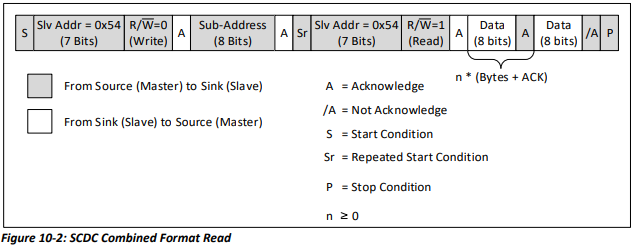 S Slv Addr = 0x54 (7 Bits) R/W̅=0 (Write) A Sub-Address (8 Bits) A Sr Slv Addr = 0x54 (7 Bits) R/W̅=1 (Read) A Data (8 bits) A Data (8 bits) /A P
n * (Bytes + ACK)
From Source (Master) to Sink (Slave)
From Sink (Slave) to Source (Master)
A = Acknowledge
/A = Not Acknowledge
S = Start Condition
Sr = Repeated Start Condition
P = Stop Condition
n ≥ 0
Figure 10-2: SCDC Combined Format Read